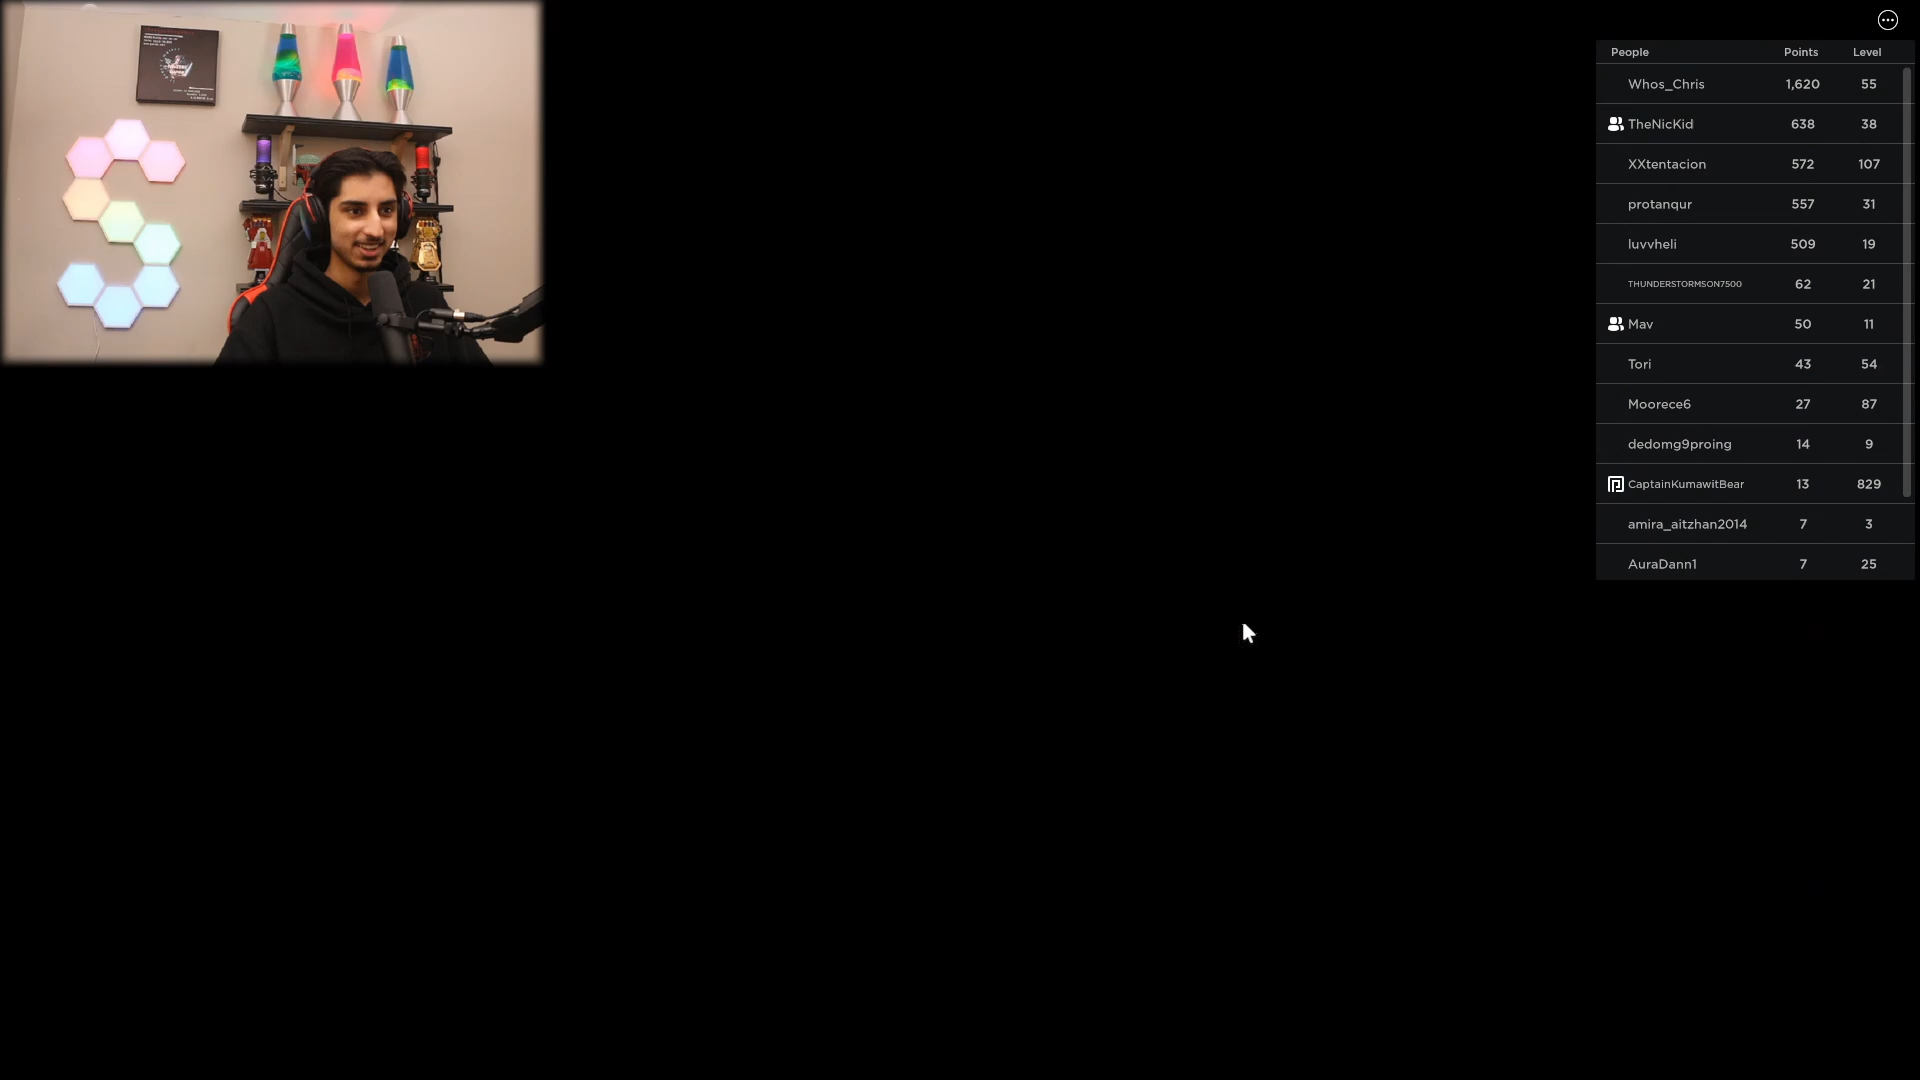 People Points Level
Whos_Chris 1,620 55
TheNicKid 638 38
XXtentacion 572 107
protanqur 557 31
luvvheli 509 19
THUNDERSTORMSON7500 62 21
Mav 50 11
Tori 43 54
Moorece6 27 87
dedomg9proing 14 9
CaptainKumawitBear 13 829
amira_aitzhan2014 7 3
AuraDann1 7 25